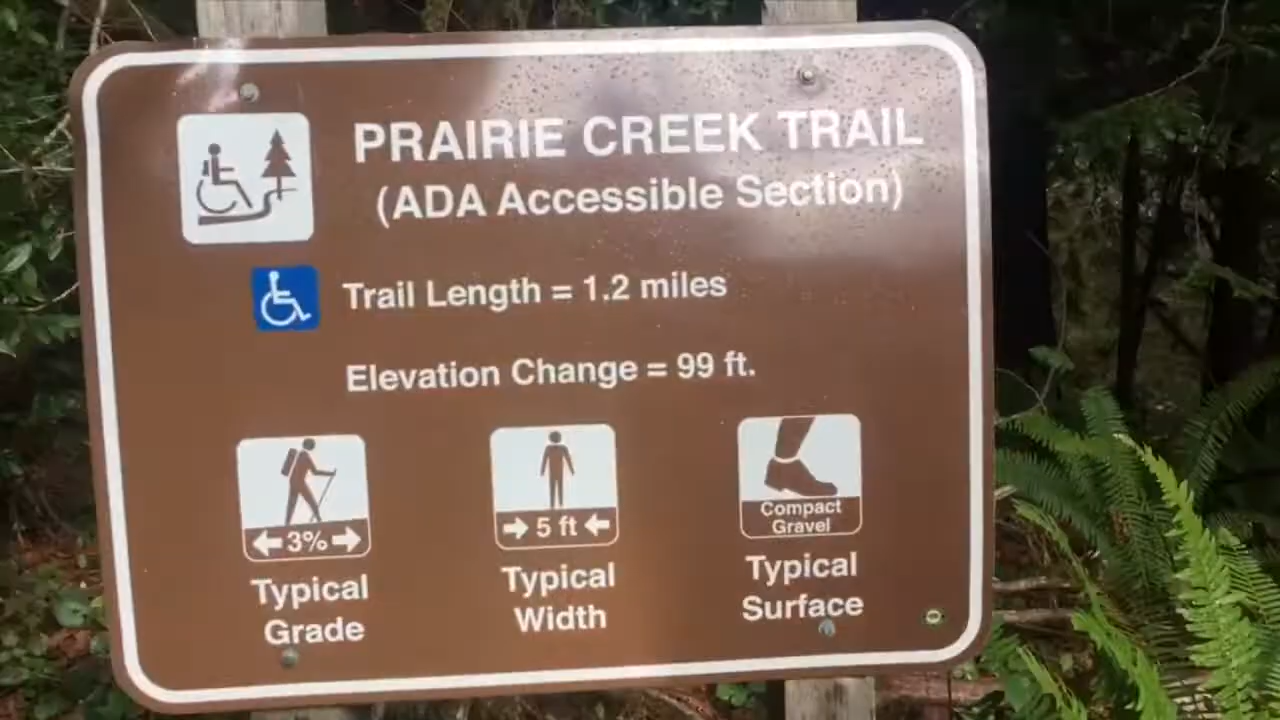 PRAIRIE CREEK TRAIL
(ADA Accessible Section)
Trail Length = 1.2 miles
Elevation Change = 99 ft.
3%
Typical
Grade
5 ft
Typical
Width
Compact
Gravel
Typical
Surface